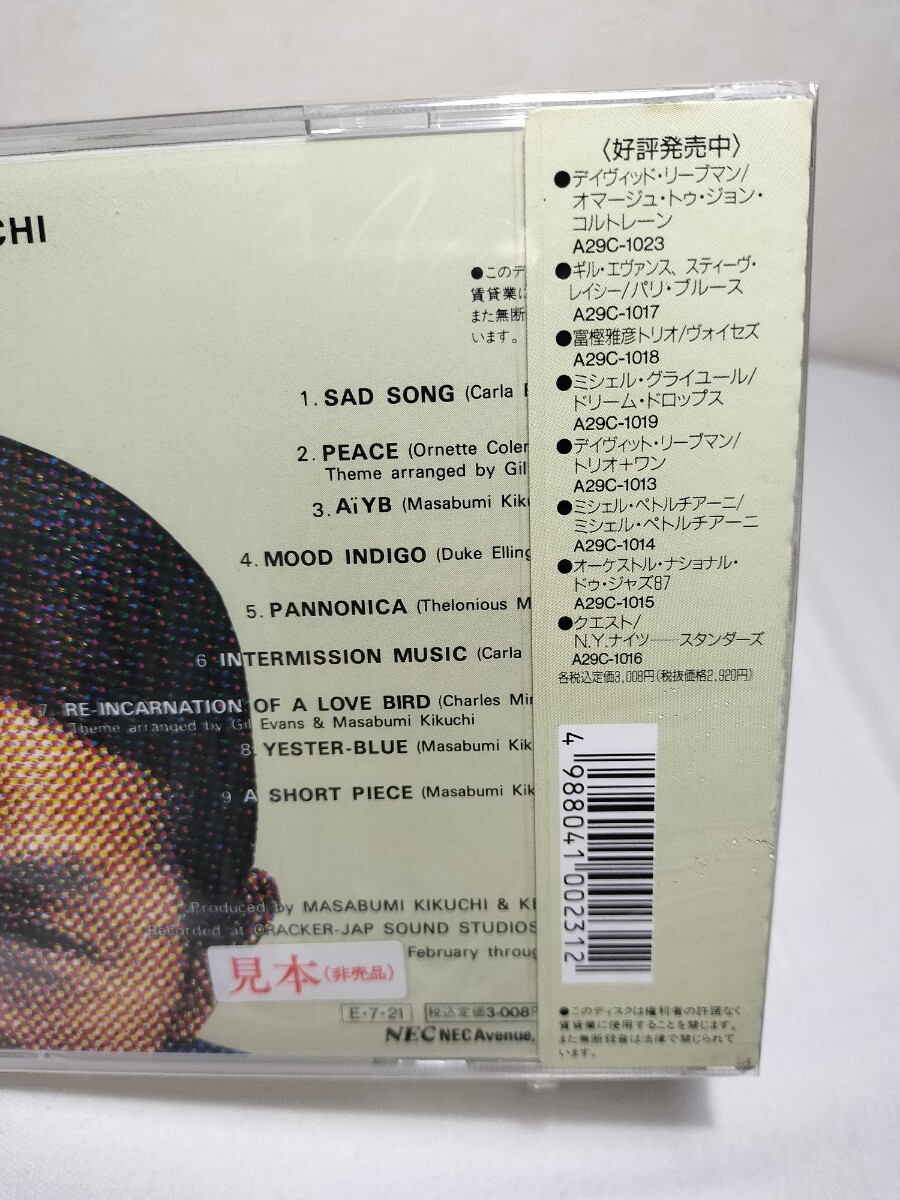 CHI
●このデ
賃貸業に
また無断
います。
1. SAD SONG (Carla B
2. PEACE (Ornette Colem
Theme arranged by Gil
3. AïYB (Masabumi Kiku
4. MOOD INDIGO (Duke Elling
5. PANNONICA (Thelonious M
6 INTERMISSION MUSIC (Carla
7. RE-INCARNATION OF A LOVE BIRD (Charles Min
Theme arranged by Gil Evans & Masabumi Kikuchi
8. YESTER-BLUE (Masabumi Kik
9 A SHORT PIECE (Masabumi Kik
Produced by MASABUMI KIKUCHI & KE
Recorded at CRACKER-JAP SOUND STUDIOS
February throug
見本(非売品)
E・7・21 税込定価3,008円
NEC NEC Avenue,
〈好評発売中〉
●デイヴィッド・リーブマン/
オマージュ・トゥ・ジョン・
コルトレーン
A29C-1023
●ギル・エヴァンス、スティーヴ・
レイシー/パリ・ブルース
A29C-1017
●富樫雅彦トリオ/ヴォイセズ
A29C-1018
●ミシェル・グライユール/
ドリーム・ドロップス
A29C-1019
●デイヴィット・リーブマン/
トリオ+ワン
A29C-1013
●ミシェル・ペトルチアーニ/
ミシェル・ペトルチアーニ
A29C-1014
●オーケストル・ナショナル・
ドゥ・ジャズ87
A29C-1015
●クエスト/
N.Y.ナイツ——スタンダーズ
A29C-1016
各税込定価3,008円(税抜価格2,920円)
4 988041 002312
●このディスクは権利者の許諾なく
賃貸業に使用することを禁じます。
また無断録音は法律で禁じられて
います。